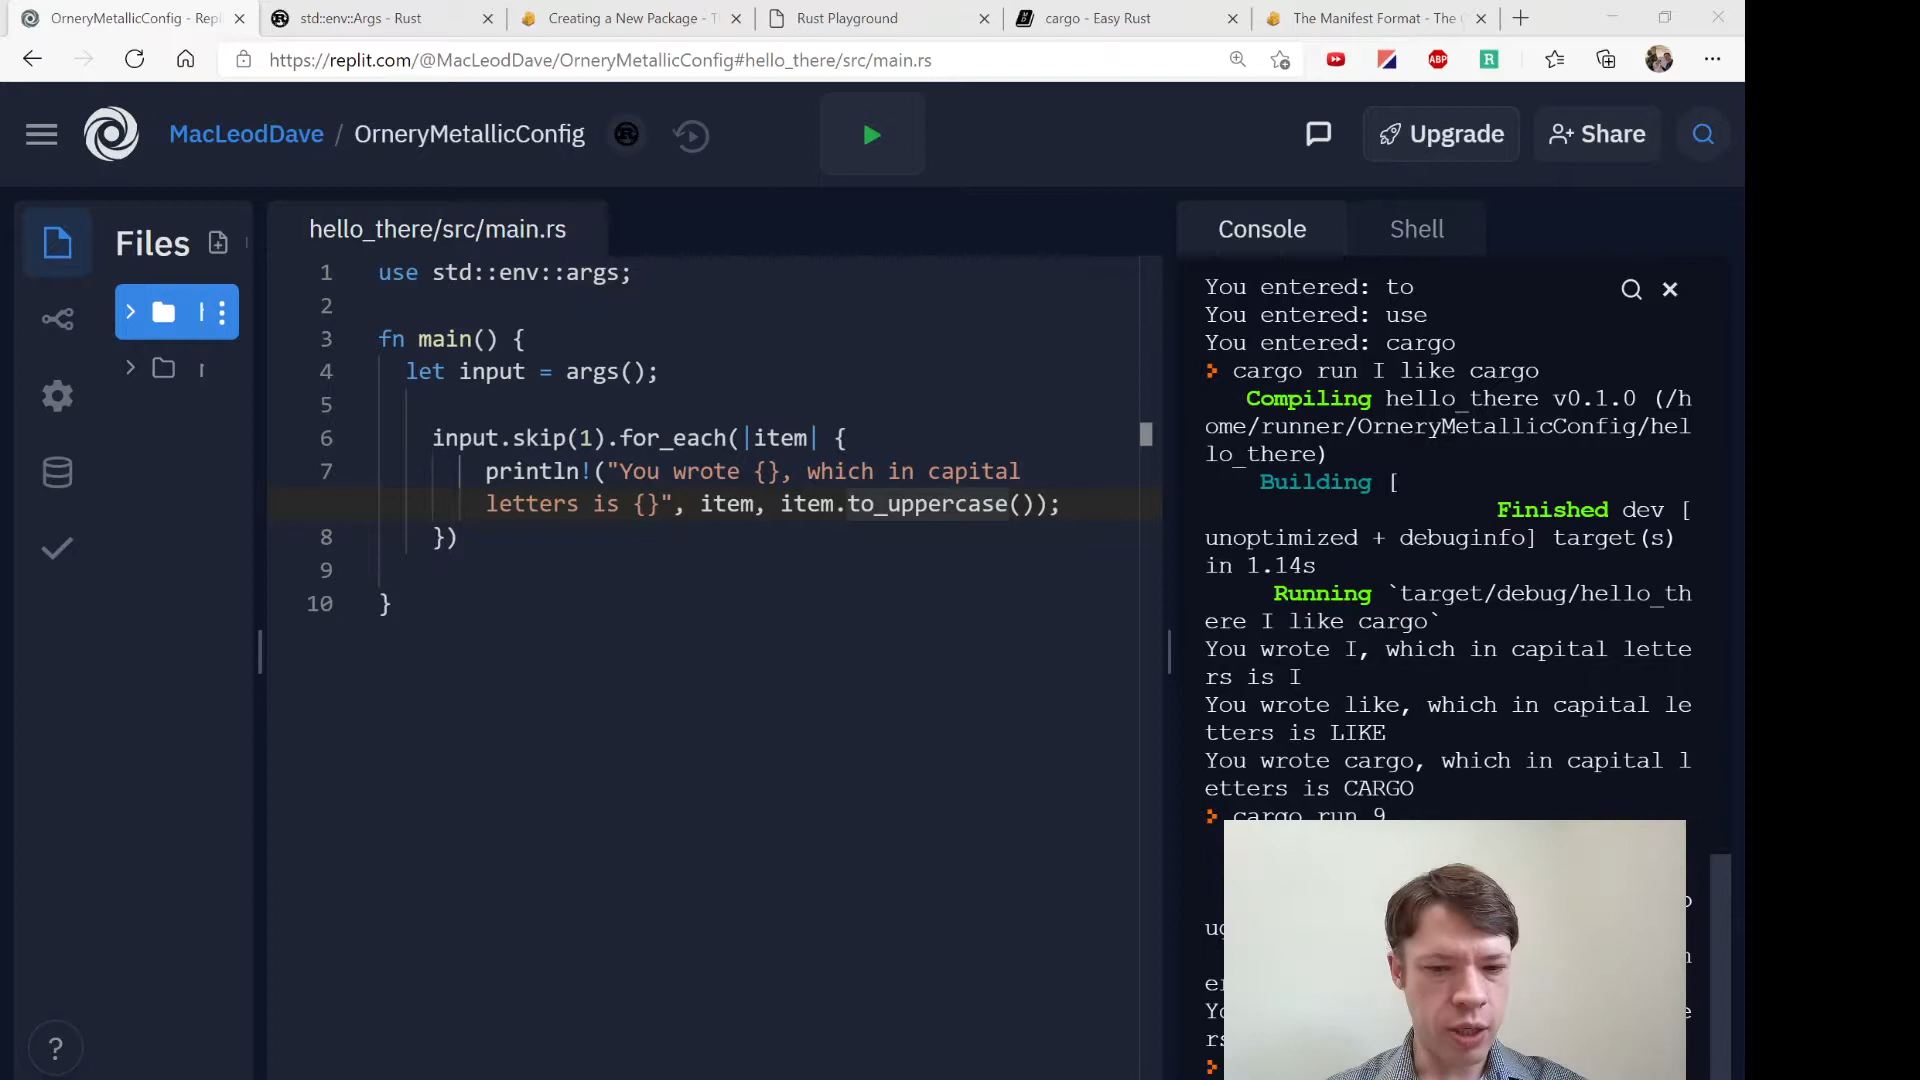 OrneyMetallicConfig - Repl
std::env::Args - Rust
Creating a New Package - T
Rust Playground
cargo - Easy Rust
The Manifest Format - The
https://replit.com/@MacLeodDave/OrneryMetallicConfig#hello_there/src/main.rs
ABP
R
MacLeodDave / OrneryMetallicConfig
Upgrade
Share
Files
hello_there/src/main.rs
1 use std::env::args;
2
3 fn main() {
4 let input = args();
5
6 input.skip(1).for_each(|item| {
7 println!("You wrote {}, which in capital
letters is {}", item, item.to_uppercase());
8 })
9
10 }
Console
Shell
You entered: to
You entered: use
You entered: cargo
cargo run I like cargo
Compiling hello_there v0.1.0 (/h
ome/runner/OrneryMetallicConfig/hel
lo_there)
Building [
Finished dev [
unoptimized + debuginfo] target(s)
in 1.14s
Running `target/debug/hello_th
ere I like cargo`
You wrote I, which in capital lette
rs is I
You wrote like, which in capital le
tters is LIKE
You wrote cargo, which in capital l
etters is CARGO
cargo run 9
?